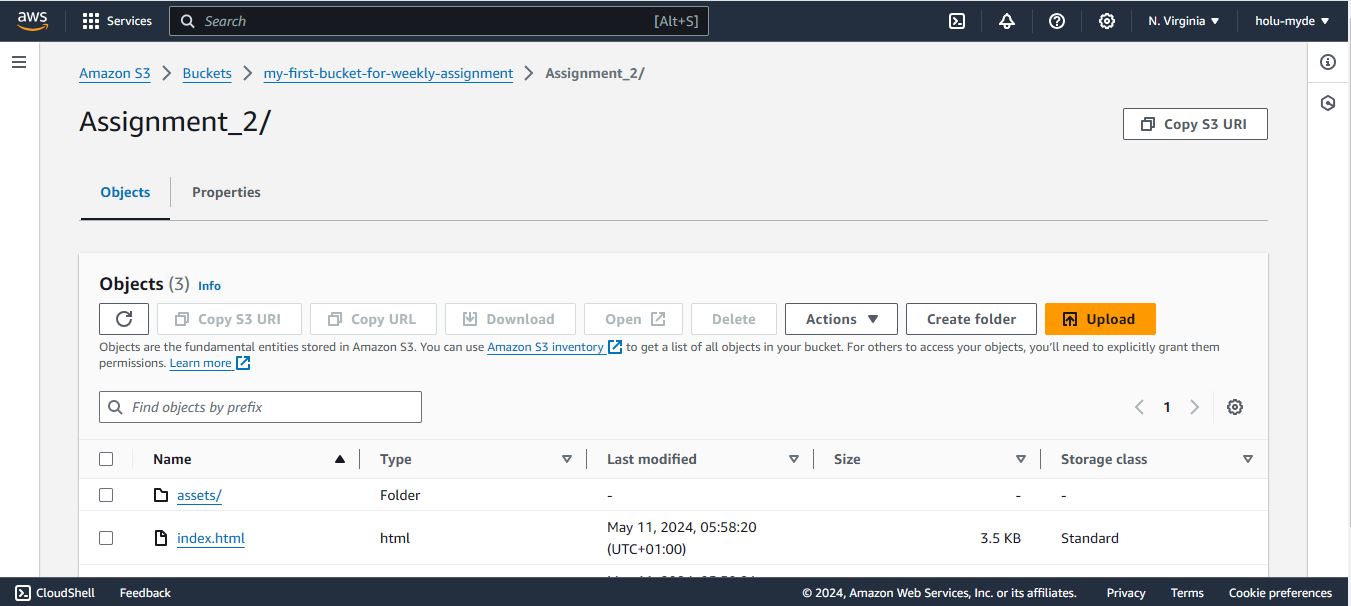 aws Services Search [Alt+S] N. Virginia holu-myde
Amazon S3 Buckets my-first-bucket-for-weekly-assignment Assignment_2/
Assignment_2/
Copy S3 URI
Objects Properties
Objects (3) Info
Copy S3 URI Copy URL Download Open Delete Actions Create folder Upload
Objects are the fundamental entities stored in Amazon S3. You can use Amazon S3 inventory to get a list of all objects in your bucket. For others to access your objects, you'll need to explicitly grant them
permissions. Learn more
Find objects by prefix 1
Name Type Last modified Size Storage class
assets/ Folder - - -
index.html html May 11, 2024, 05:58:20 3.5 KB Standard
(UTC+01:00)
CloudShell Feedback © 2024, Amazon Web Services, Inc. or its affiliates. Privacy Terms Cookie preferences